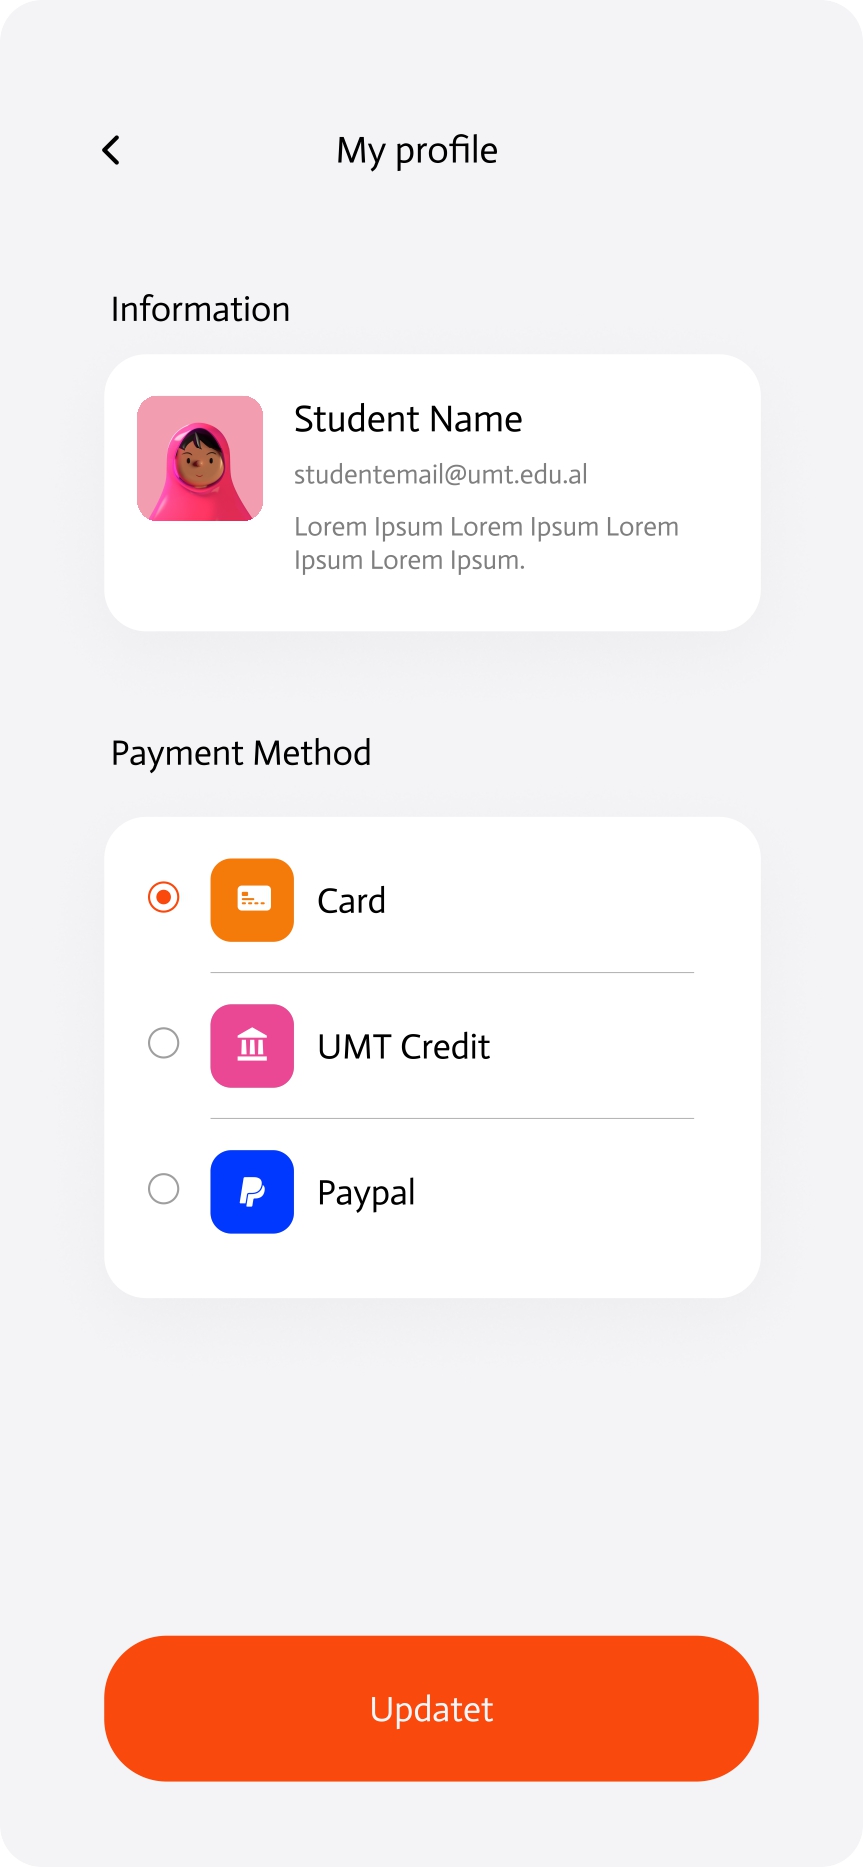 My profile
Information
Student Name
studentemail@umt.edu.al
Lorem Ipsum Lorem Ipsum Lorem
Ipsum Lorem Ipsum.
Payment Method
Card
UMT Credit
Paypal
Updatet